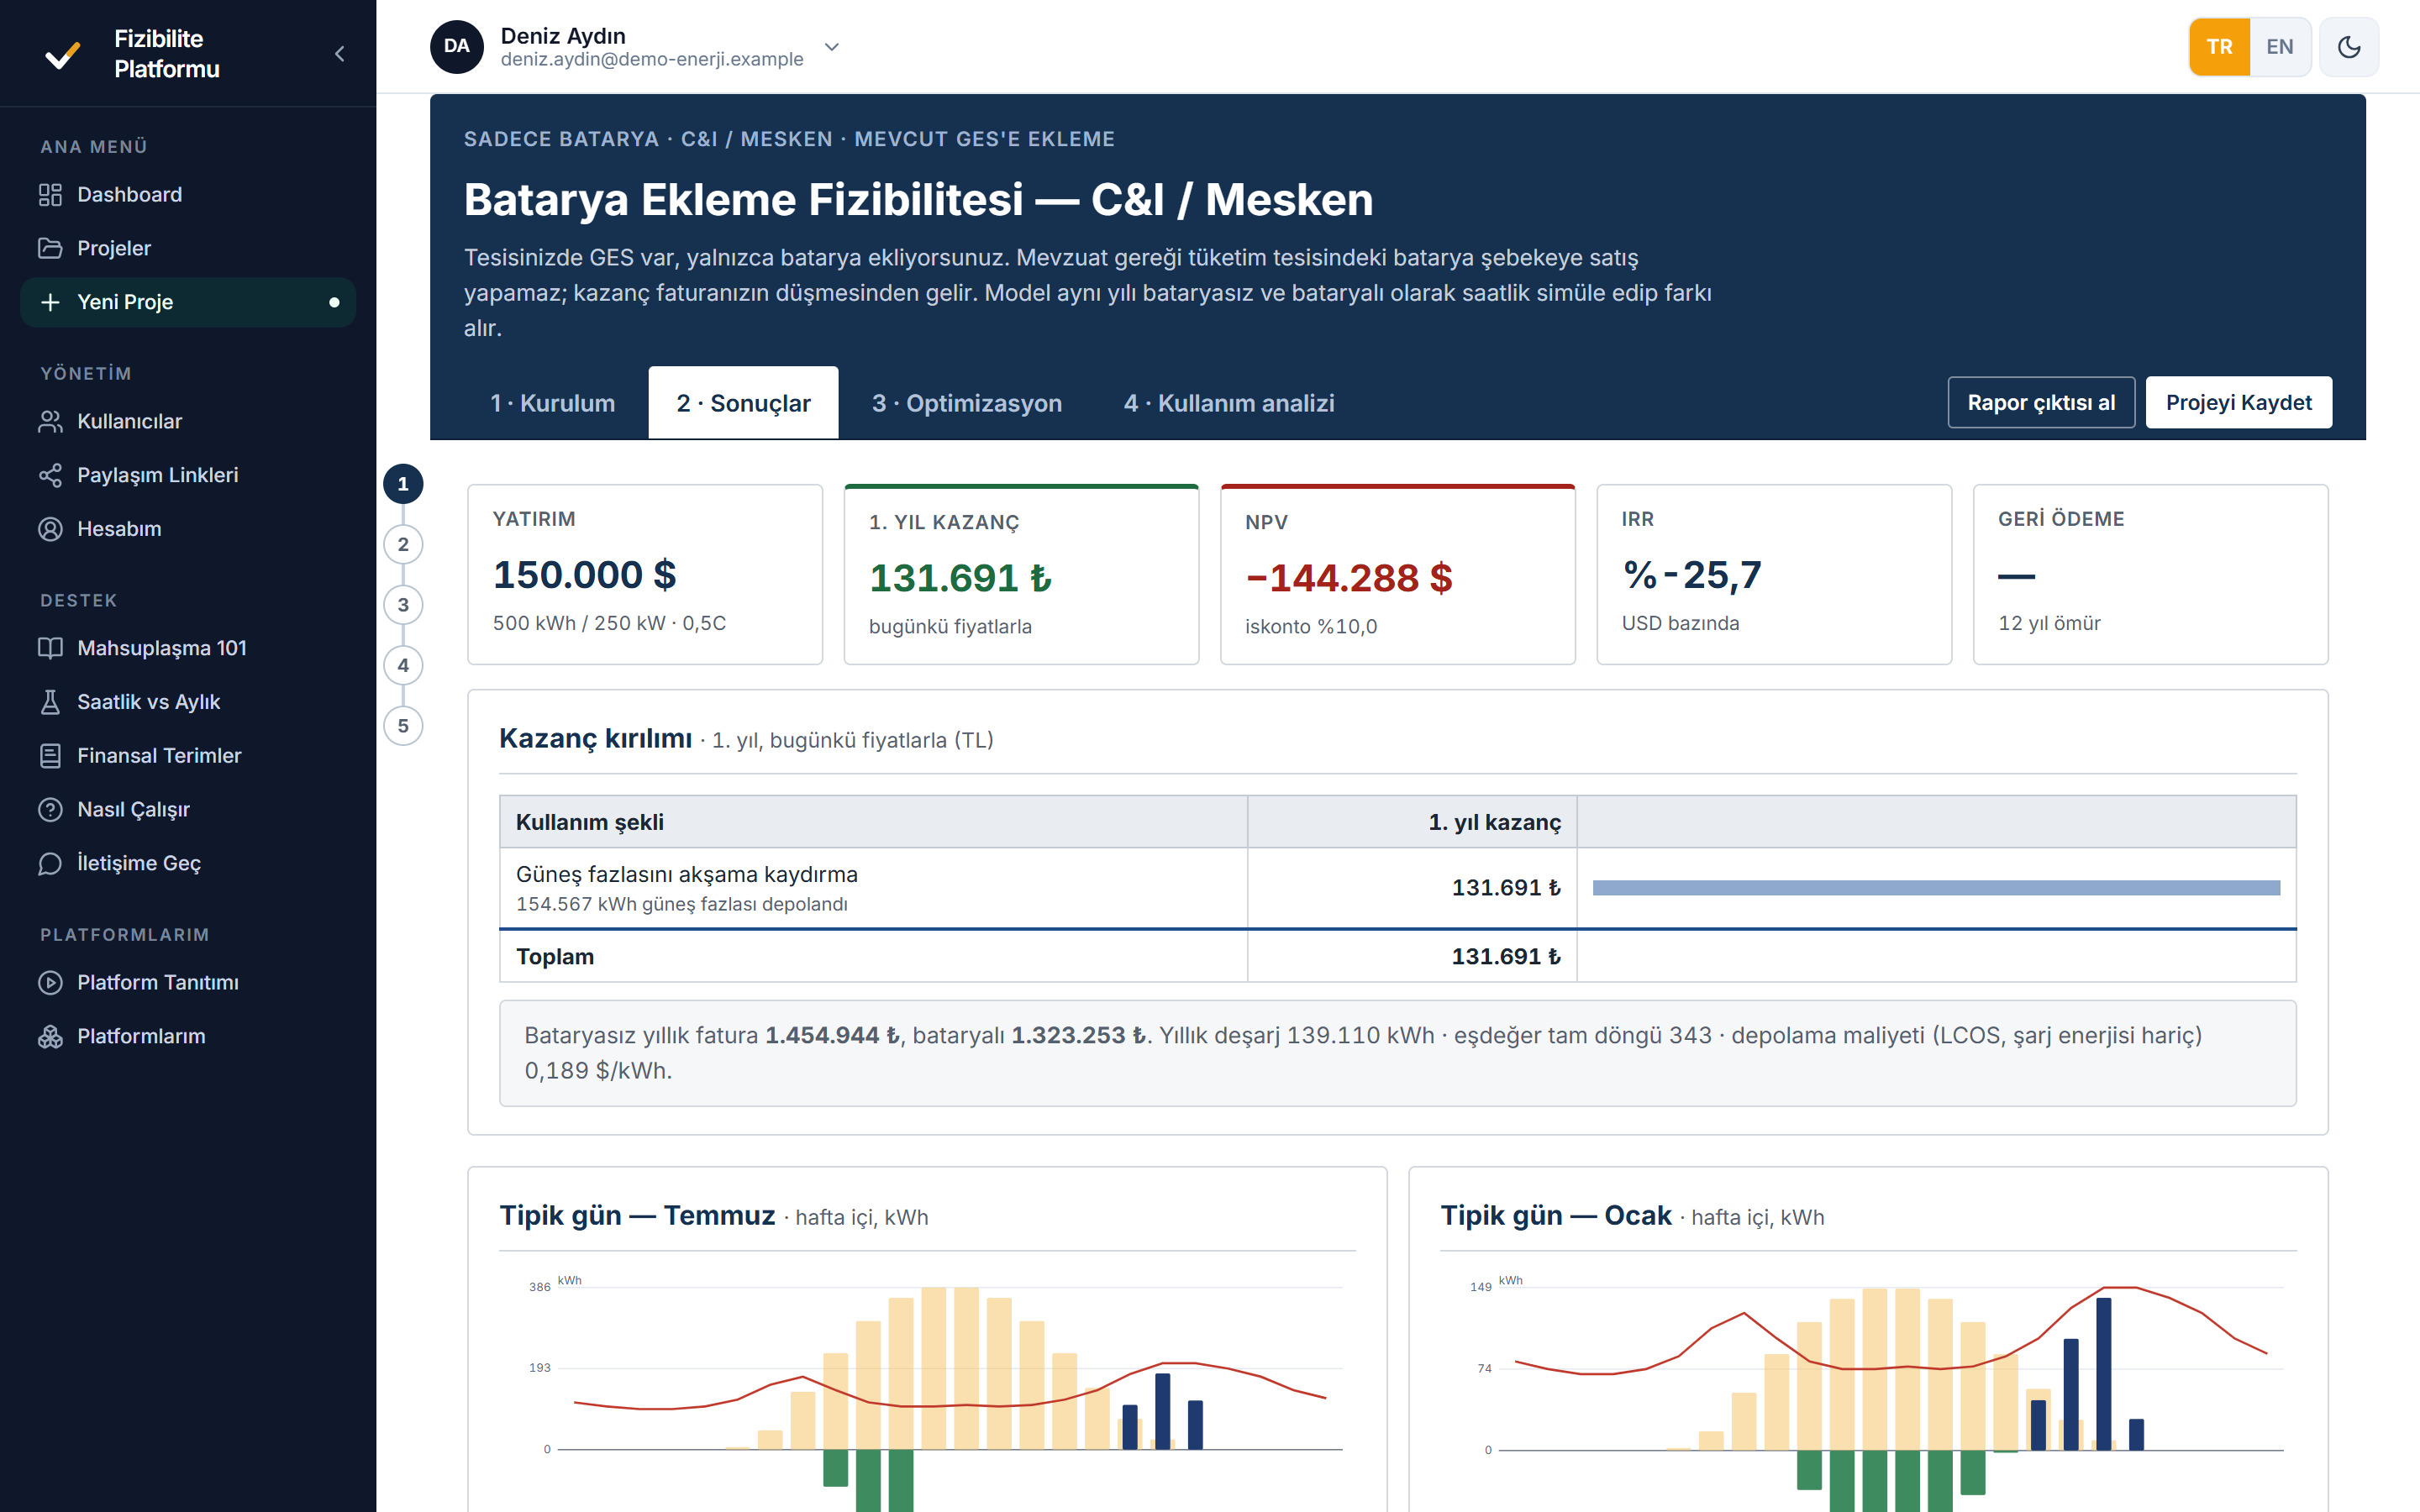 Fizibilite
Platformu
ANA MENÜ
Dashboard
Projeler
Yeni Proje
YÖNETİM
Kullanıcılar
Paylaşım Linkleri
Hesabım
DESTEK
Mahsuplaşma 101
Saatlik vs Aylık
Finansal Terimler
Nasıl Çalışır
İletişime Geç
PLATFORMLARIM
Platform Tanıtımı
Platformlarım
DA
Deniz Aydın
deniz.aydin@demo-enerji.example
TR EN
SADECE BATARYA · C&I / MESKEN · MEVCUT GES'E EKLEME
Batarya Ekleme Fizibilitesi — C&I / Mesken
Tesisinizde GES var, yalnızca batarya ekliyorsunuz. Mevzuat gereği tüketim tesisindeki batarya şebekeye satış
yapamaz; kazanç faturanızın düşmesinden gelir. Model aynı yılı bataryasız ve bataryalı olarak saatlik simüle edip farkı
alır.
1 · Kurulum
2 · Sonuçlar
3 · Optimizasyon
4 · Kullanım analizi
Rapor çıktısı al
Projeyi Kaydet
1
2
3
4
5
YATIRIM
150.000 $
500 kWh / 250 kW · 0,5C
1. YIL KAZANÇ
131.691 ₺
bugünkü fiyatlarla
NPV
−144.288 $
iskonto %10,0
IRR
%-25,7
USD bazında
GERİ ÖDEME
—
12 yıl ömür
Kazanç kırılımı · 1. yıl, bugünkü fiyatlarla (TL)
Kullanım şekli 1. yıl kazanç
Güneş fazlasını akşama kaydırma
154.567 kWh güneş fazlası depolandı
131.691 ₺
Toplam 131.691 ₺
Bataryasız yıllık fatura 1.454.944 ₺, bataryalı 1.323.253 ₺. Yıllık deşarj 139.110 kWh · eşdeğer tam döngü 343 · depolama maliyeti (LCOS, şarj enerjisi hariç)
0,189 $/kWh.
Tipik gün — Temmuz · hafta içi, kWh
386 kWh
193
0
Tipik gün — Ocak · hafta içi, kWh
149 kWh
74
0